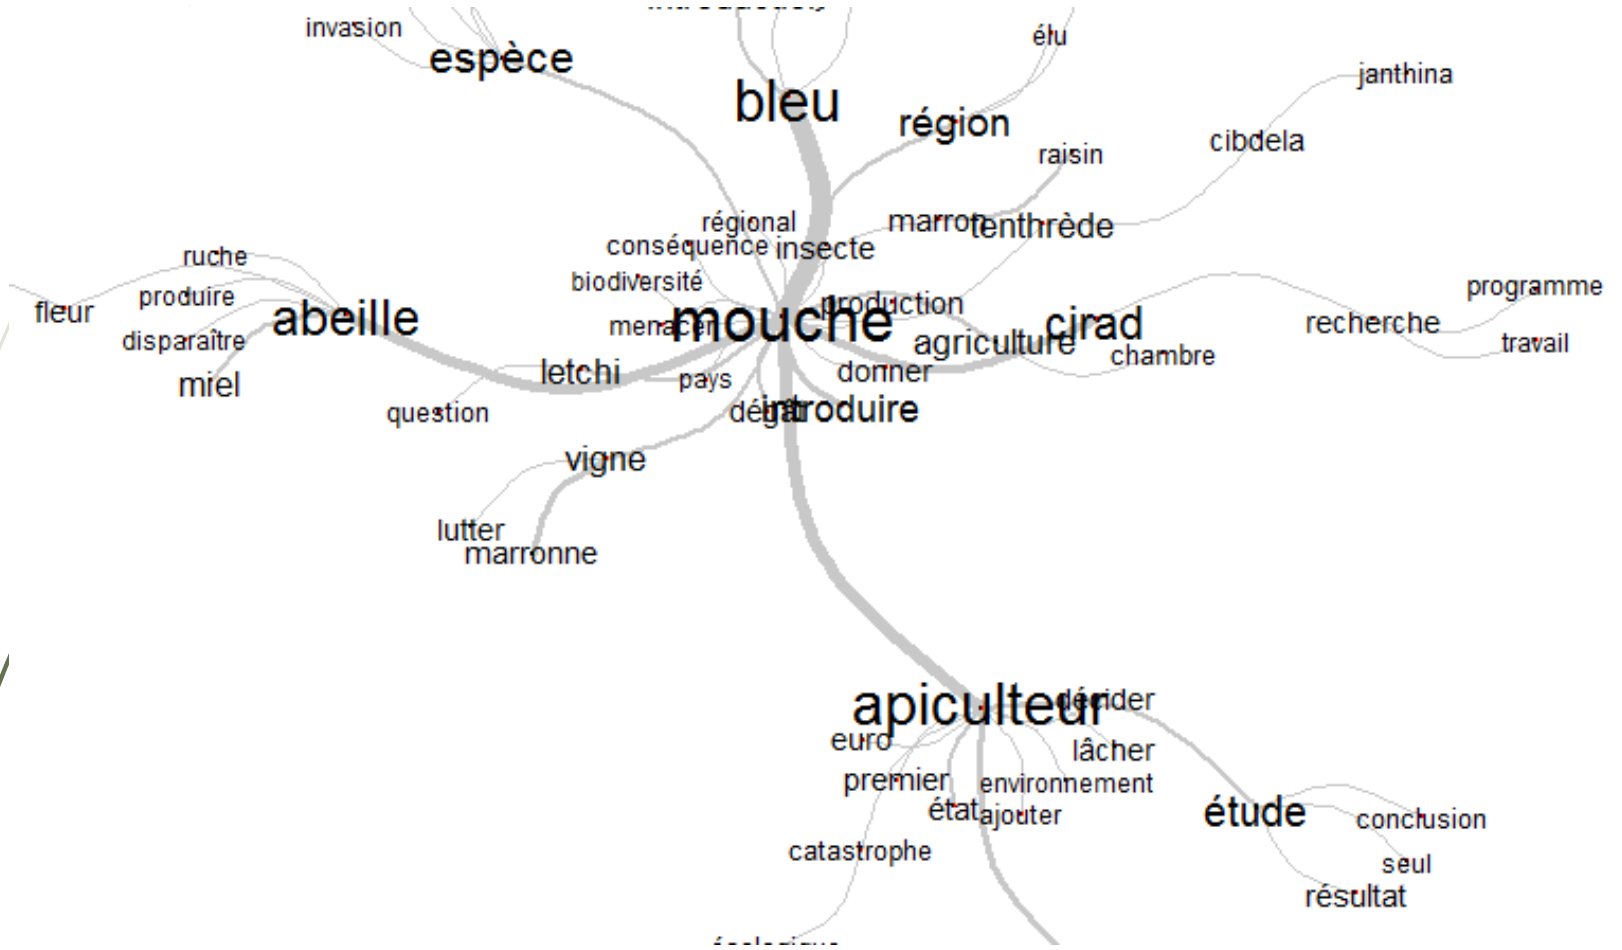 invasion
espèce
élu
bleu
région
janthina
cibdela
raisin
régional
marron
tenthrède
conséquence
insecte
ruche
biodiversité
produire
production
programme
fleur
abeille
menacer
mouche
cirad
recherche
disparaître
agriculture
chambre
travail
letchi
pays
donner
miel
question
introduire
vigne
lutter
marronne
apiculteur
décider
euro
lâcher
premier
environnement
état
ajouter
étude
conclusion
catastrophe
seul
résultat